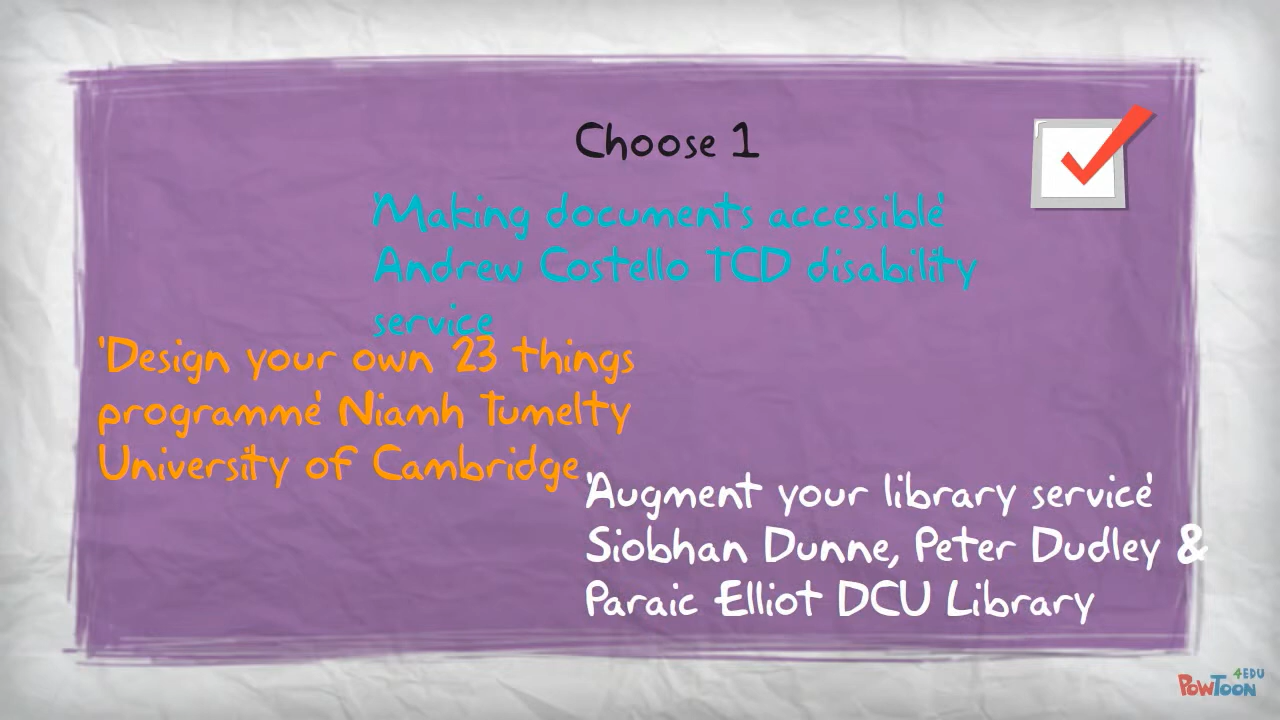 Choose 1
'Making documents accessible'
Andrew Costello TCD disability
service
'Design your own 23 things
programme' Niamh Tumelty
University of Cambridge
'Augment your library service'
Siobhan Dunne, Peter Dudley &
Paraic Elliot DCU Library
4EDU
POWTOON